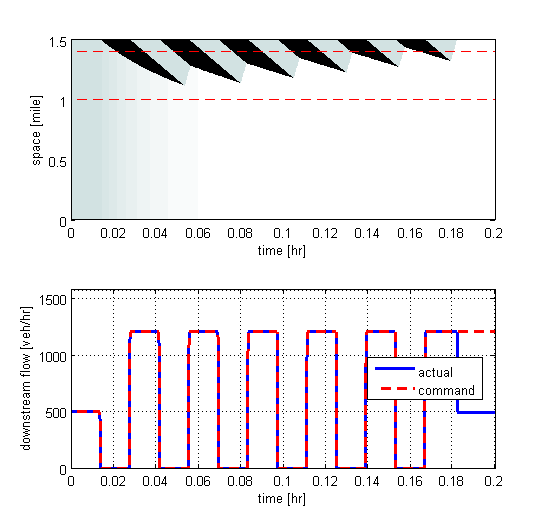 1.5
1
0.5
0
space [mile]
0 0.02 0.04 0.06 0.08 0.1 0.12 0.14 0.16 0.18 0.2
time [hr]
1500
1000
500
0
downstream flow [veh/hr]
actual
command
0 0.02 0.04 0.06 0.08 0.1 0.12 0.14 0.16 0.18 0.2
time [hr]